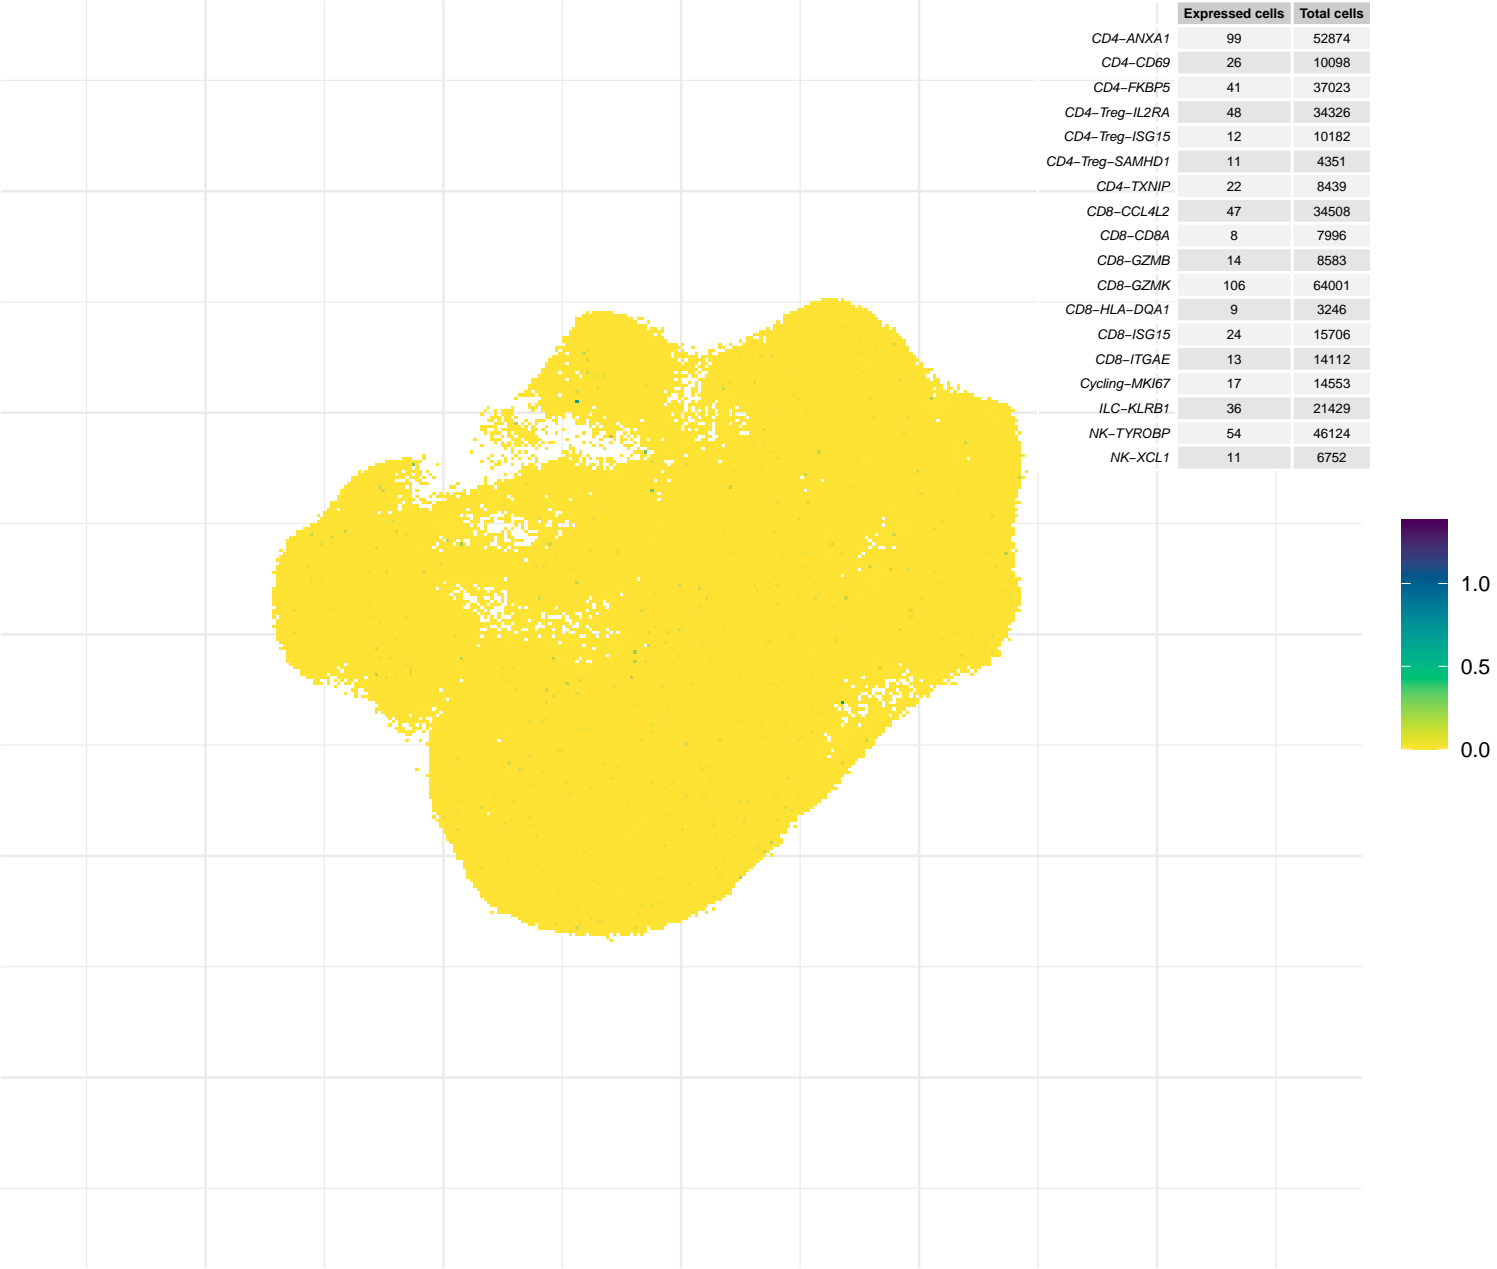 Expressed cells Total cells
CD4−ANXA1 99 52874
CD4−CD69 26 10098
CD4−FKBP5 41 37023
CD4−Treg−IL2RA 48 34326
CD4−Treg−ISG15 12 10182
CD4−Treg−SAMHD1 11 4351
CD4−TXNIP 22 8439
CD8−CCL4L2 47 34508
CD8−CD8A 8 7996
CD8−GZMB 14 8583
CD8−GZMK 106 64001
CD8−HLA−DQA1 9 3246
CD8−ISG15 24 15706
CD8−ITGAE 13 14112
Cycling−MKI67 17 14553
ILC−KLRB1 36 21429
NK−TYROBP 54 46124
NK−XCL1 11 6752
1.0
0.5
0.0